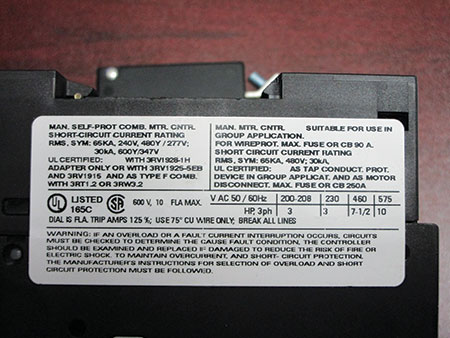 MAN. SELF-PROT COMB. MTR. CNTR.
SHORT-CIRCUIT CURRENT RATING
RMS, SYM: 65KA, 240V, 480Y / 277V;
30kA, 600Y/347V
UL CERTIFIED: WITH 3RV1928-1H
ADAPTER ONLY OR WITH 3RV1925-5EB
AND 3RV1915 AND AS TYPE F COMB.
WITH 3RT1.2 OR 3RW3.2
MAN. MTR. CNTR. SUITABLE FOR USE IN
GROUP APPLICATION.
FOR WIREPROT. MAX. FUSE OR CB 90 A.
SHORT CIRCUIT CURRENT RATING
RMS, SYM: 65KA, 480V; 30kA,
UL CERTIFIED: AS TAP CONDUCT. PROT.
IN GROUP APPLICATION. AND AS MOTOR
DISCONNECT. MAX. FUSE OR CB 250A
UL LISTED
165C
600 V, 10 FLA MAX.
V AC 50 / 60Hz 200-208 230 460 575
HP, 3ph 3 3 7-1/2 10
DIAL IS FLA. TRIP AMPS 125 %; USE 75° CU WIRE ONLY; BREAK ALL LINES
WARNING: IF AN OVERLOAD OR A FAULT CURRENT INTERRUPTION OCCURS, CIRCUITS
MUST BE CHECKED TO DETERMINE THE CAUSE FAULT CONDITION. THE CONTROLLER
SHOULD BE EXAMINED AND REPLACED IF DAMAGED TO REDUCE THE RISK OF FIRE OR
ELECTRIC SHOCK. TO MAINTAIN OVERCURRENT, AND SHORT- CIRCUIT PROTECTION,
THE MANUFACTURER'S INSTRUCTIONS FOR SELECTION OF OVERLOAD AND SHORT
CIRCUIT PROTECTION MUST BE FOLLOWED.